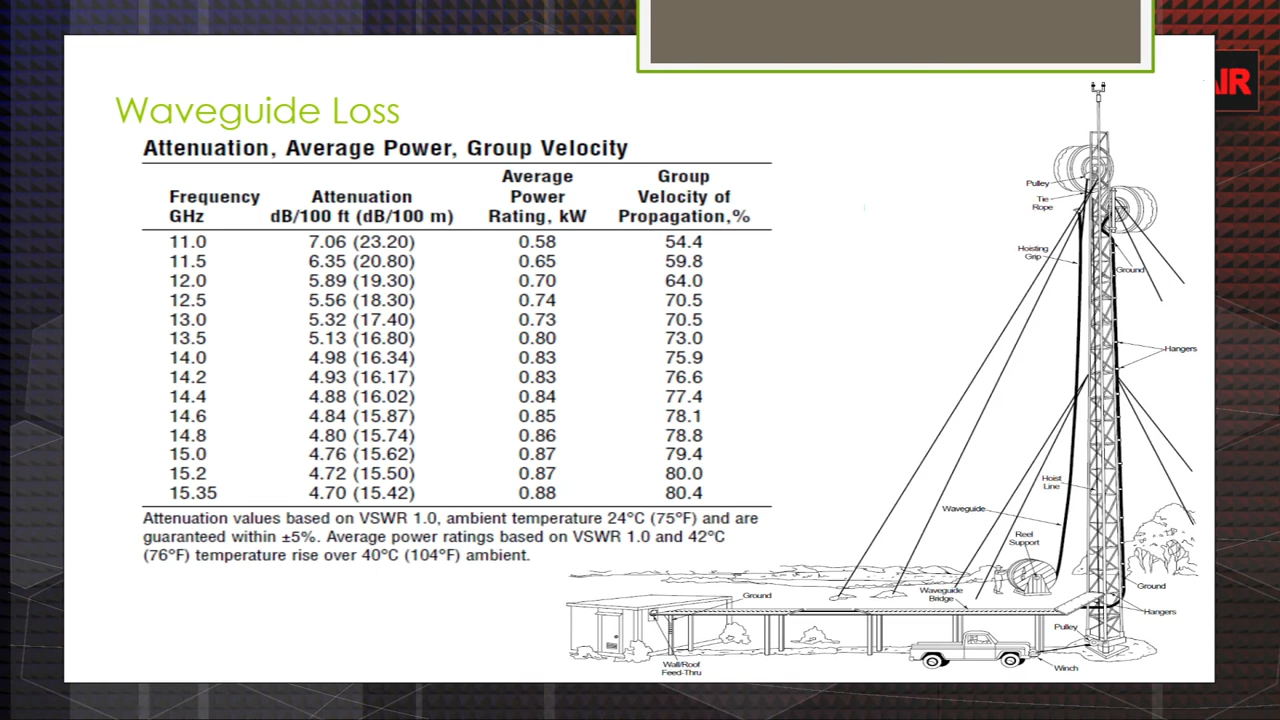 AIR
Waveguide Loss
Attenuation, Average Power, Group Velocity
Frequency GHz Attenuation dB/100 ft (dB/100 m) Average Power Rating, kW Group Velocity of Propagation,%
11.0 7.06 (23.20) 0.58 54.4
11.5 6.35 (20.80) 0.65 59.8
12.0 5.89 (19.30) 0.70 64.0
12.5 5.56 (18.30) 0.74 70.5
13.0 5.32 (17.40) 0.73 70.5
13.5 5.13 (16.80) 0.80 73.0
14.0 4.98 (16.34) 0.83 75.9
14.2 4.93 (16.17) 0.83 76.6
14.4 4.88 (16.02) 0.84 77.4
14.6 4.84 (15.87) 0.85 78.1
14.8 4.80 (15.74) 0.86 78.8
15.0 4.76 (15.62) 0.87 79.4
15.2 4.72 (15.50) 0.87 80.0
15.35 4.70 (15.42) 0.88 80.4
Attenuation values based on VSWR 1.0, ambient temperature 24°C (75°F) and are
guaranteed within ±5%. Average power ratings based on VSWR 1.0 and 42°C
(76°F) temperature rise over 40°C (104°F) ambient.
Pulley
Tie
Rope
Hoisting
Grip
Ground
Hangers
Hoist
Line
Waveguide
Reel
Support
Ground
Waveguide
Bridge
Ground
Hangers
Pulley
Wall/Roof
Feed-Thru
Winch